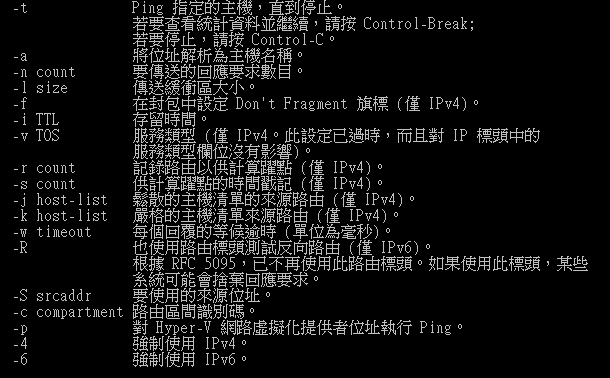 -t Ping 指定的主機，直到停止。
若要查看統計資料並繼續，請按 Control-Break;
若要停止，請按 Control-C。
-a 將位址解析為主機名稱。
-n count 要傳送的回應要求數目。
-l size 傳送緩衝區大小。
-f 在封包中設定 Don't Fragment 旗標 (僅 IPv4)。
-i TTL 存留時間。
-v TOS 服務類型 (僅 IPv4。此設定已過時，而且對 IP 標頭中的
服務類型欄位沒有影響)。
-r count 記錄路由以供計算躍點 (僅 IPv4)。
-s count 供計算躍點的時間戳記 (僅 IPv4)。
-j host-list 鬆散的主機清單的來源路由 (僅 IPv4)。
-k host-list 嚴格的主機清單來源路由 (僅 IPv4)。
-w timeout 每個回覆的等候逾時 (單位為毫秒)。
-R 也使用路由標頭測試反向路由 (僅 IPv6)。
根據 RFC 5095，已不再使用此路由標頭。如果使用此標頭，某些
系統可能會捨棄回應要求。
-S srcaddr 要使用的來源位址。
-c compartment 路由區間識別碼。
-p 對 Hyper-V 網路虛擬化提供者位址執行 Ping。
-4 強制使用 IPv4。
-6 強制使用 IPv6。